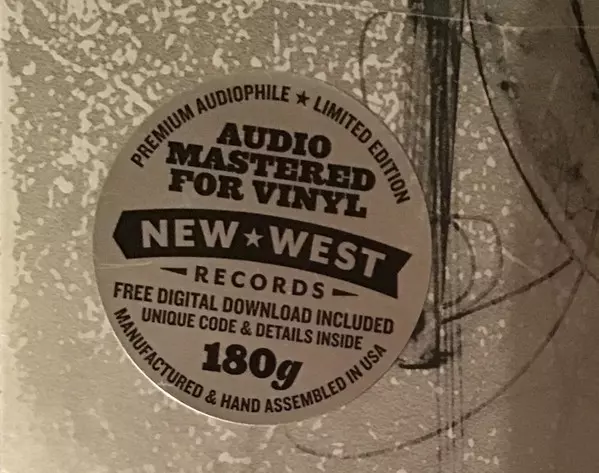 PREMIUM AUDIOPHILE ★ LIMITED EDITION
AUDIO
MASTERED
FOR VINYL
NEW★WEST
RECORDS
FREE DIGITAL DOWNLOAD INCLUDED
UNIQUE CODE & DETAILS INSIDE
180g
MANUFACTURED & HAND ASSEMBLED IN USA